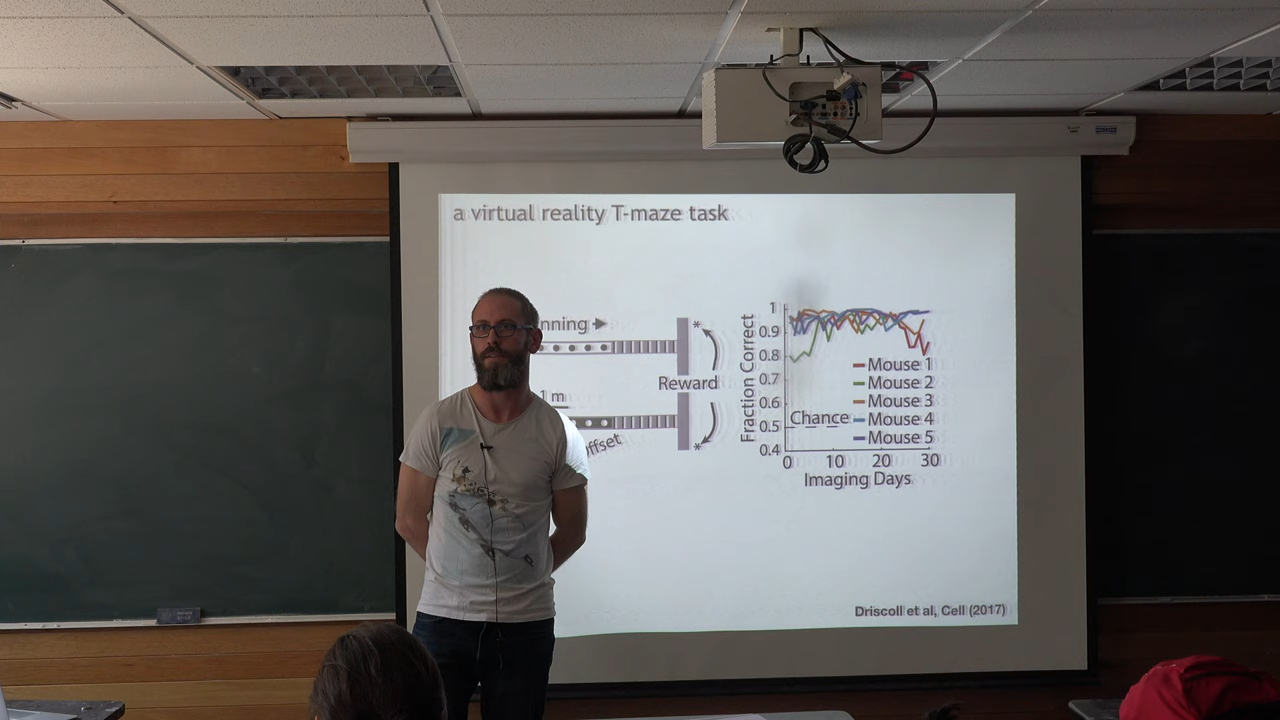 a virtual reality T-maze task
nning
1 m
Reward
*
*
ffset
Fraction Correct
1
0.9
0.8
0.7
0.6
0.5
0.4
Chance
Mouse 1
Mouse 2
Mouse 3
Mouse 4
Mouse 5
0 10 20 30
Imaging Days
Driscoll et al, Cell (2017)